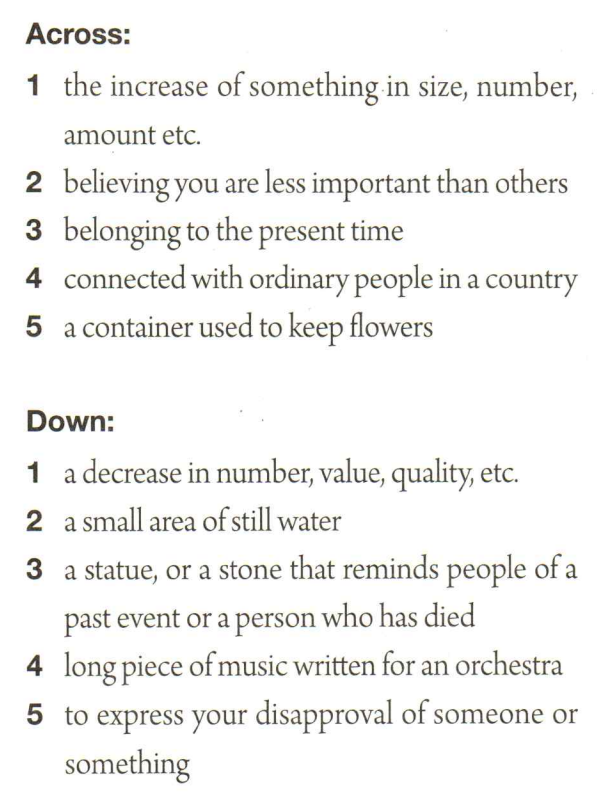 Across:
1 the increase of something in size, number,
amount etc.
2 believing you are less important than others
3 belonging to the present time
4 connected with ordinary people in a country
5 a container used to keep flowers
Down:
1 a decrease in number, value, quality, etc.
2 a small area of still water
3 a statue, or a stone that reminds people of a
past event or a person who has died
4 long piece of music written for an orchestra
5 to express your disapproval of someone or
something